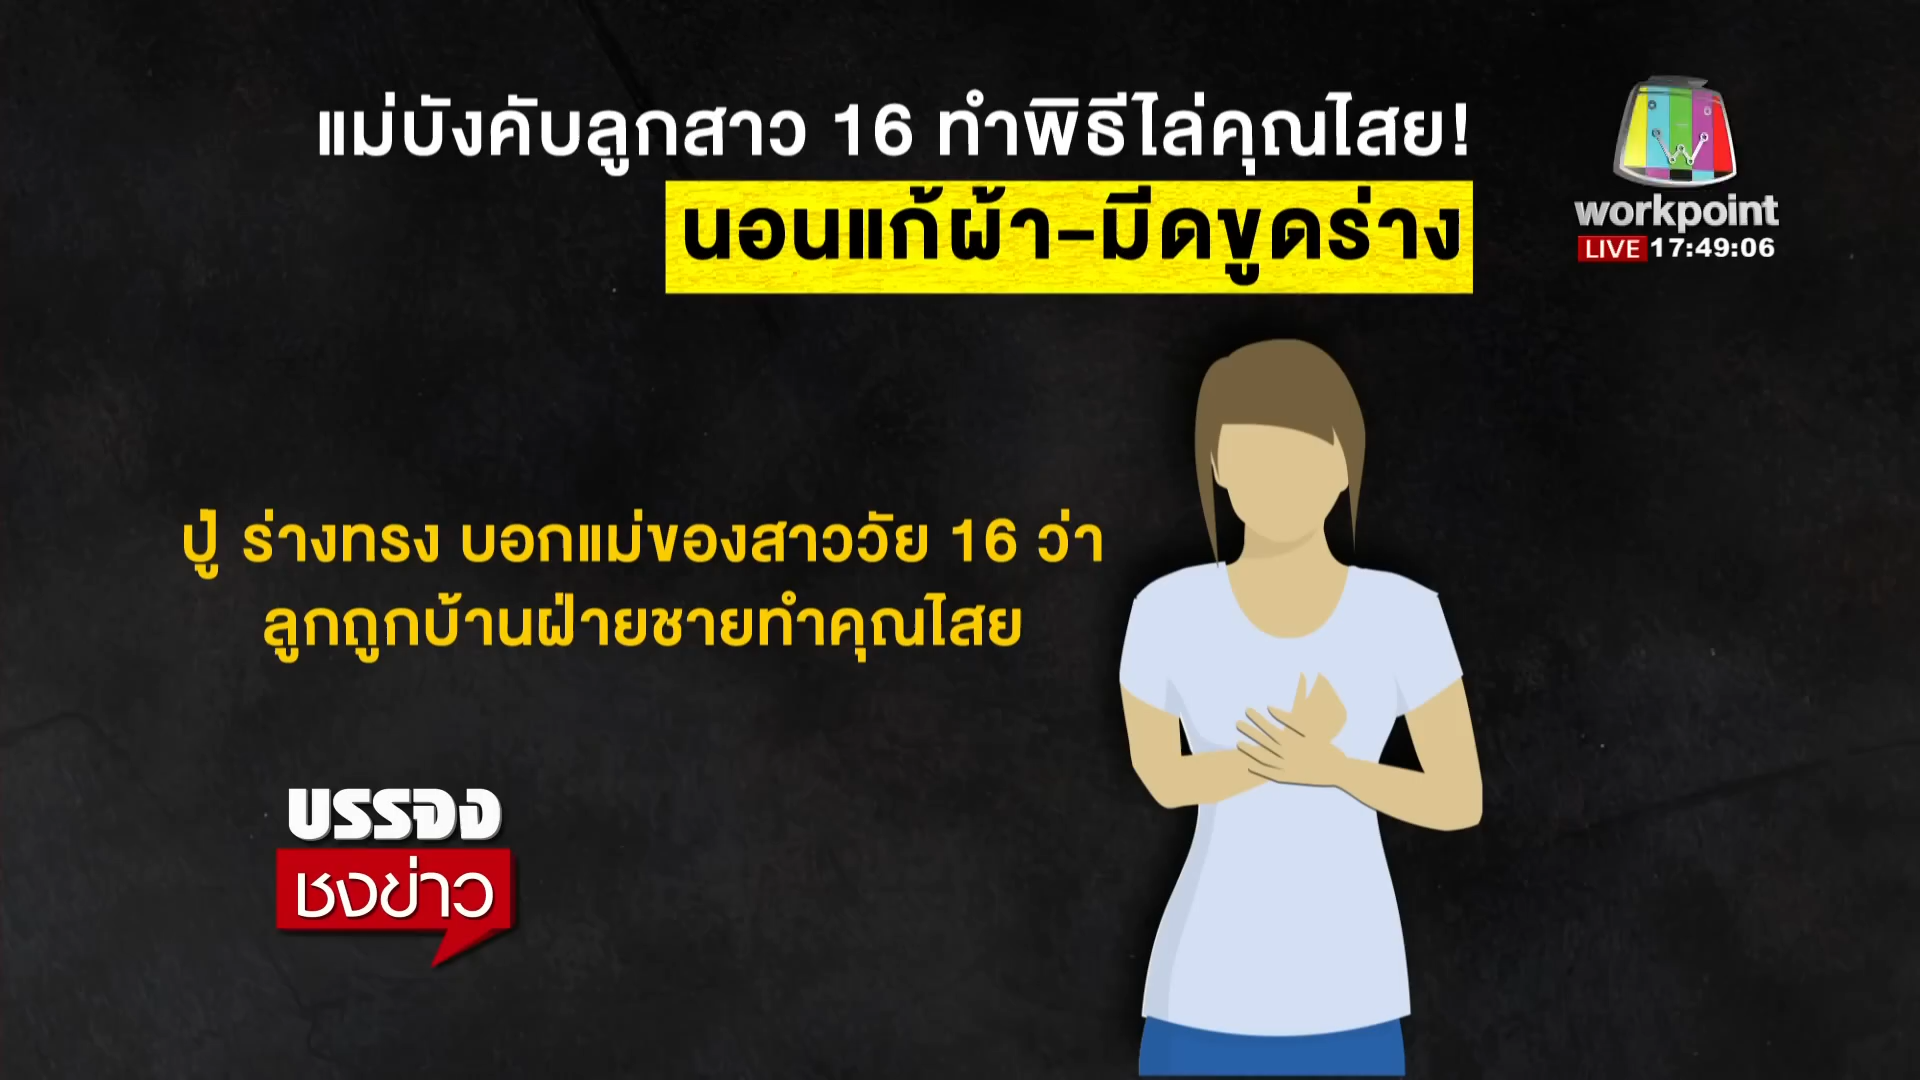 แม่บังคับลูกสาว 16 ทำพิธีไล่คุณไสย!
นอนแก้ผ้า-มีดขูดร่าง
workpoint
LIVE 17:49:06
ปู่ ร่างทรง บอกแม่ของสาววัย 16 ว่า
ลูกถูกบ้านฝ่ายชายทำคุณไสย
บรรจง
ชงข่าว